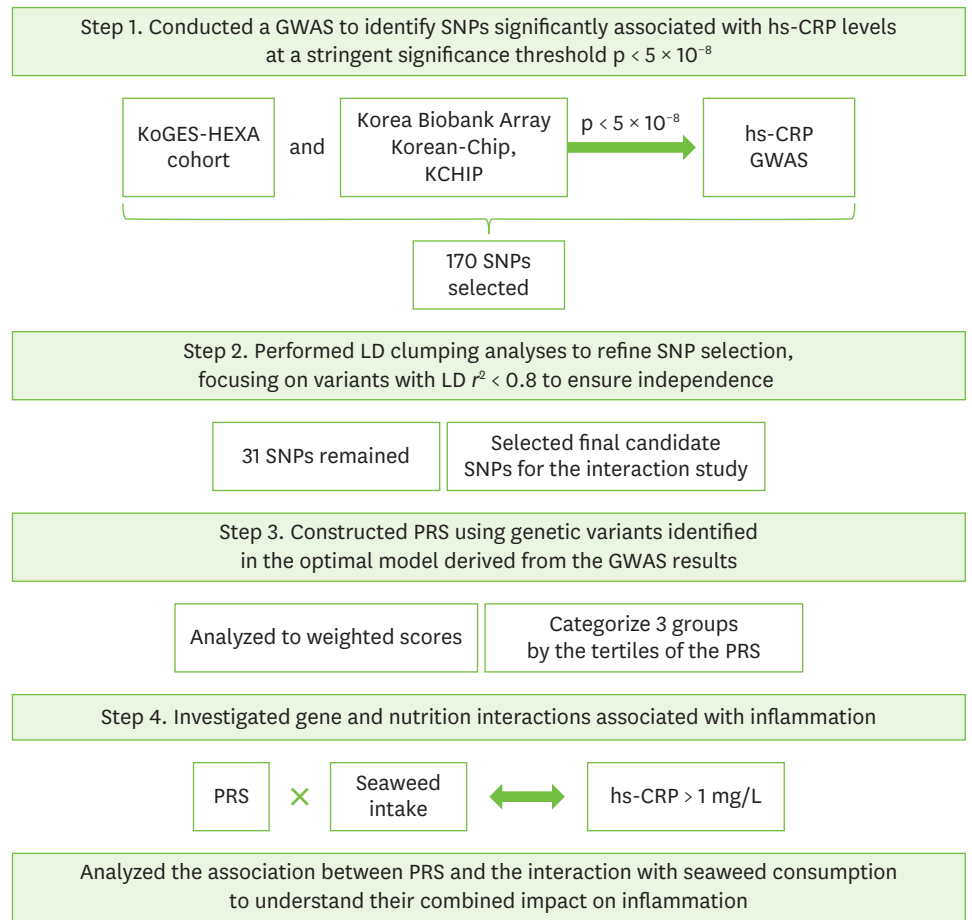 Step 1. Conducted a GWAS to identify SNPs significantly associated with hs-CRP levels
at a stringent significance threshold p < 5 × 10⁻⁸
KoGES-HEXA
cohort
and
Korea Biobank Array
Korean-Chip,
KCHIP
p < 5 × 10⁻⁸
hs-CRP
GWAS
170 SNPs
selected
Step 2. Performed LD clumping analyses to refine SNP selection,
focusing on variants with LD r² < 0.8 to ensure independence
31 SNPs remained
Selected final candidate
SNPs for the interaction study
Step 3. Constructed PRS using genetic variants identified
in the optimal model derived from the GWAS results
Analyzed to weighted scores
Categorize 3 groups
by the tertiles of the PRS
Step 4. Investigated gene and nutrition interactions associated with inflammation
PRS
×
Seaweed
intake
hs-CRP > 1 mg/L
Analyzed the association between PRS and the interaction with seaweed consumption
to understand their combined impact on inflammation